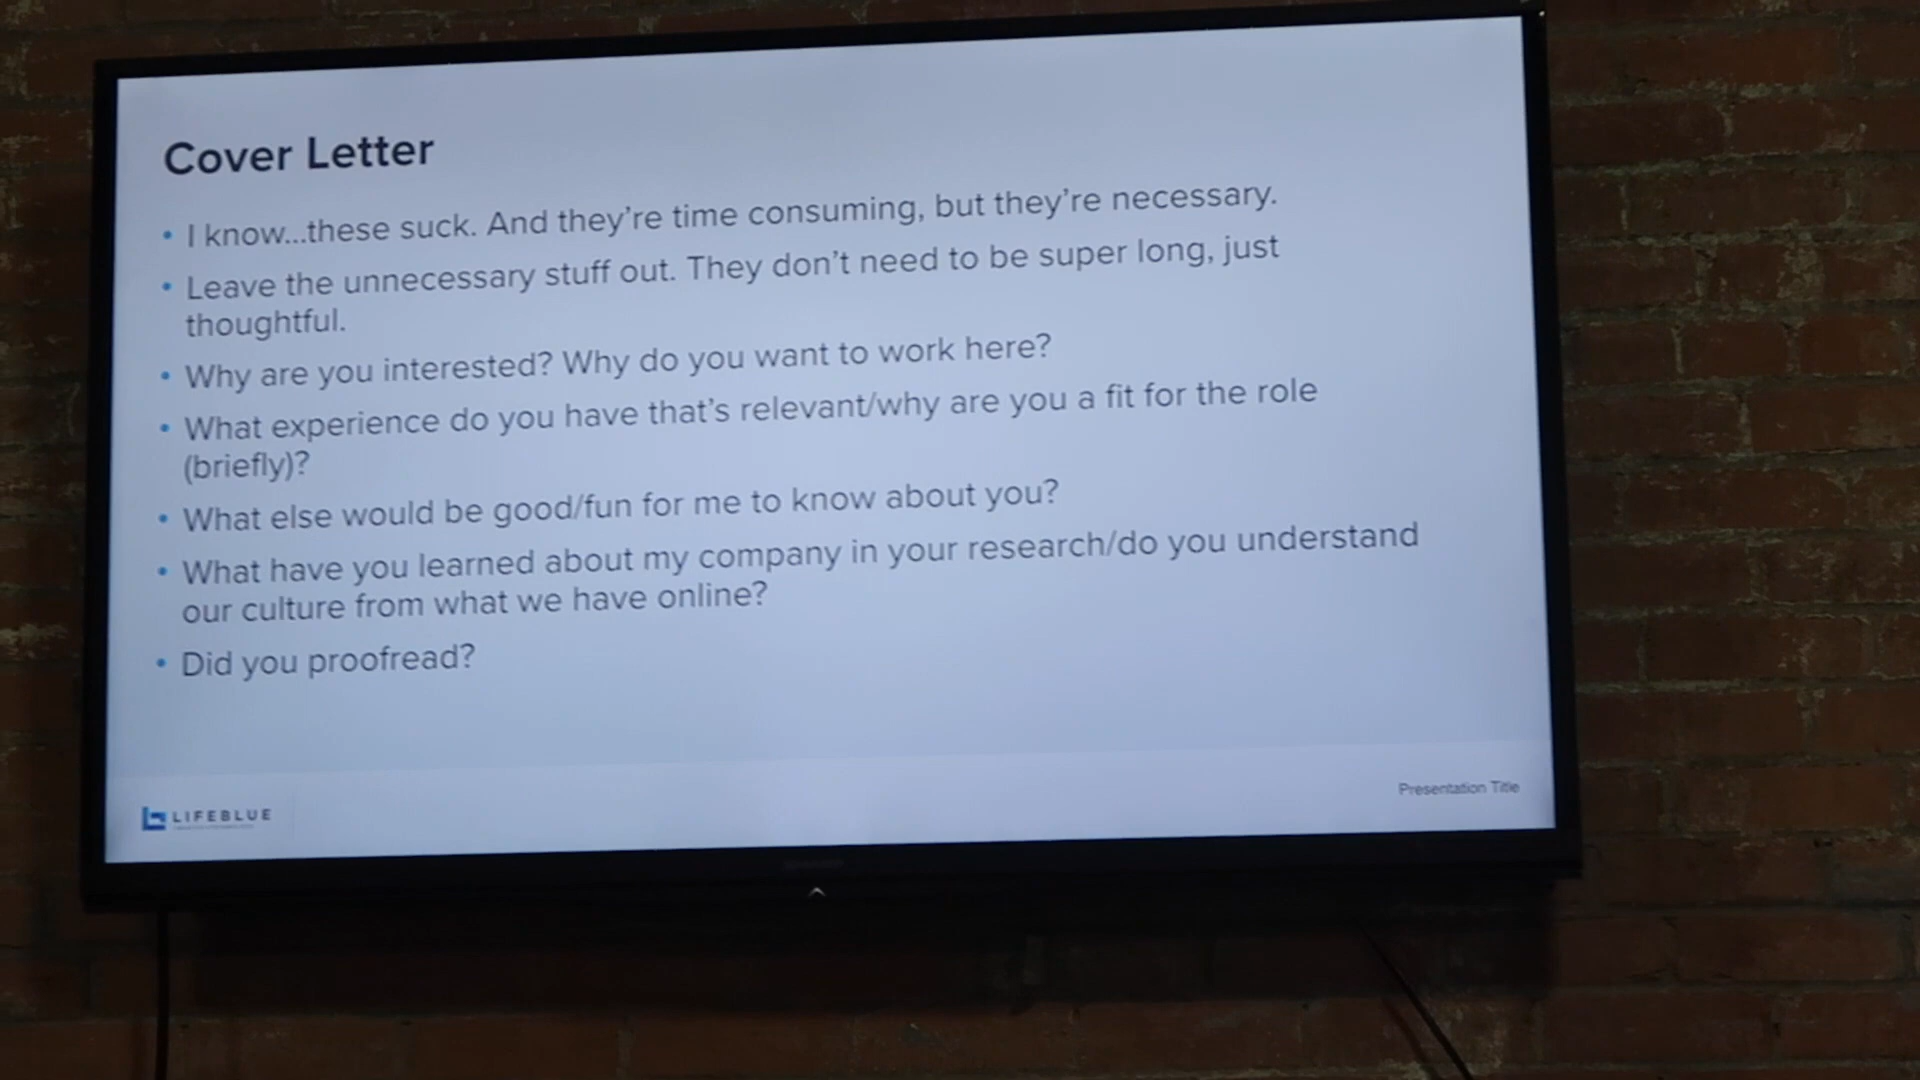 Cover Letter
• I know...these suck. And they're time consuming, but they're necessary.
• Leave the unnecessary stuff out. They don't need to be super long, just
thoughtful.
• Why are you interested? Why do you want to work here?
• What experience do you have that's relevant/why are you a fit for the role
(briefly)?
• What else would be good/fun for me to know about you?
• What have you learned about my company in your research/do you understand
our culture from what we have online?
• Did you proofread?
Presentation Title
LIFEBLUE